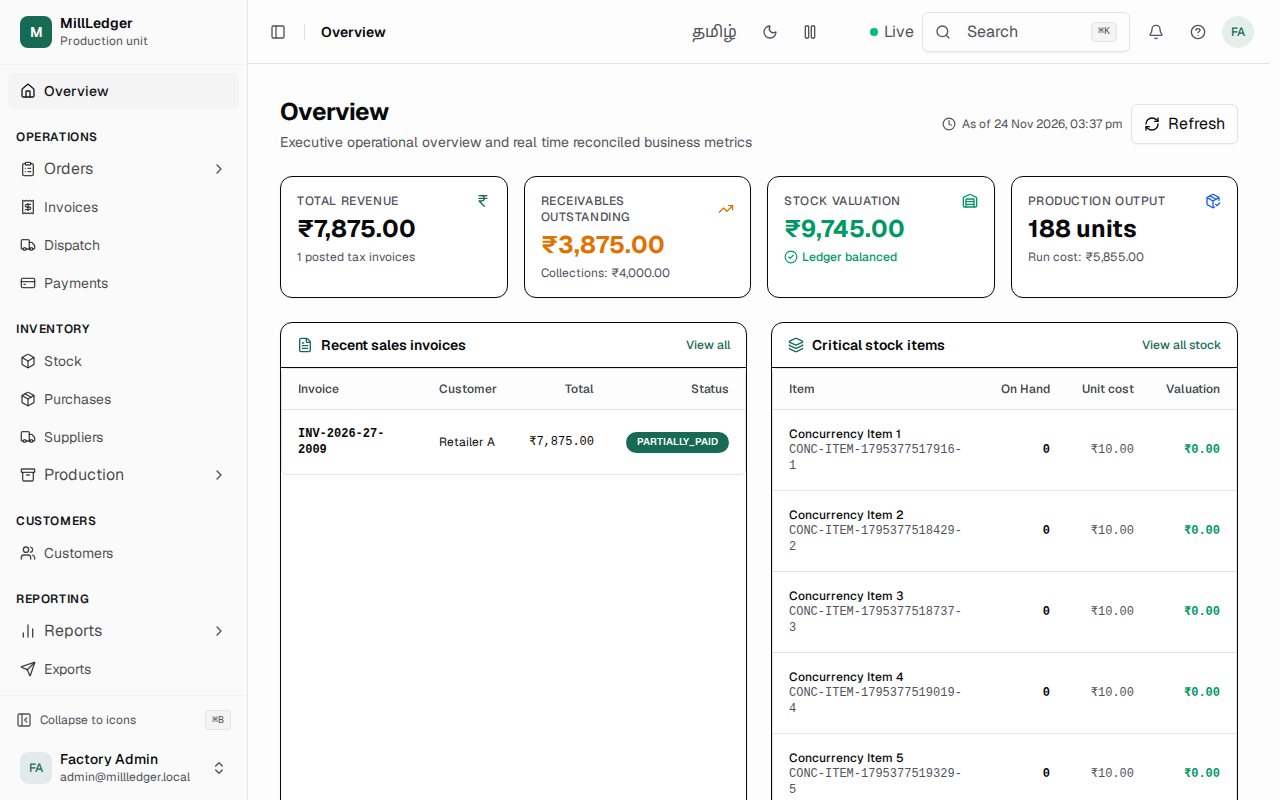 M
MillLedger
Production unit
Overview
தமிழ்
Live
Search
⌘K
FA
Overview
OPERATIONS
Orders
Invoices
Dispatch
Payments
INVENTORY
Stock
Purchases
Suppliers
Production
CUSTOMERS
Customers
REPORTING
Reports
Exports
Collapse to icons
⌘B
FA
Factory Admin
admin@millledger.local
Overview
Executive operational overview and real time reconciled business metrics
As of 24 Nov 2026, 03:37 pm
Refresh
TOTAL REVENUE
₹
₹7,875.00
1 posted tax invoices
RECEIVABLES
OUTSTANDING
₹3,875.00
Collections: ₹4,000.00
STOCK VALUATION
₹9,745.00
Ledger balanced
PRODUCTION OUTPUT
188 units
Run cost: ₹5,855.00
Recent sales invoices
View all
Invoice Customer Total Status
INV-2026-27-
2009
Retailer A ₹7,875.00 PARTIALLY_PAID
Critical stock items
View all stock
Item On Hand Unit cost Valuation
Concurrency Item 1
CONC-ITEM-1795377517916-
1
0 ₹10.00 ₹0.00
Concurrency Item 2
CONC-ITEM-1795377518429-
2
0 ₹10.00 ₹0.00
Concurrency Item 3
CONC-ITEM-1795377518737-
3
0 ₹10.00 ₹0.00
Concurrency Item 4
CONC-ITEM-1795377519019-
4
0 ₹10.00 ₹0.00
Concurrency Item 5
CONC-ITEM-1795377519329-
5
0 ₹10.00 ₹0.00